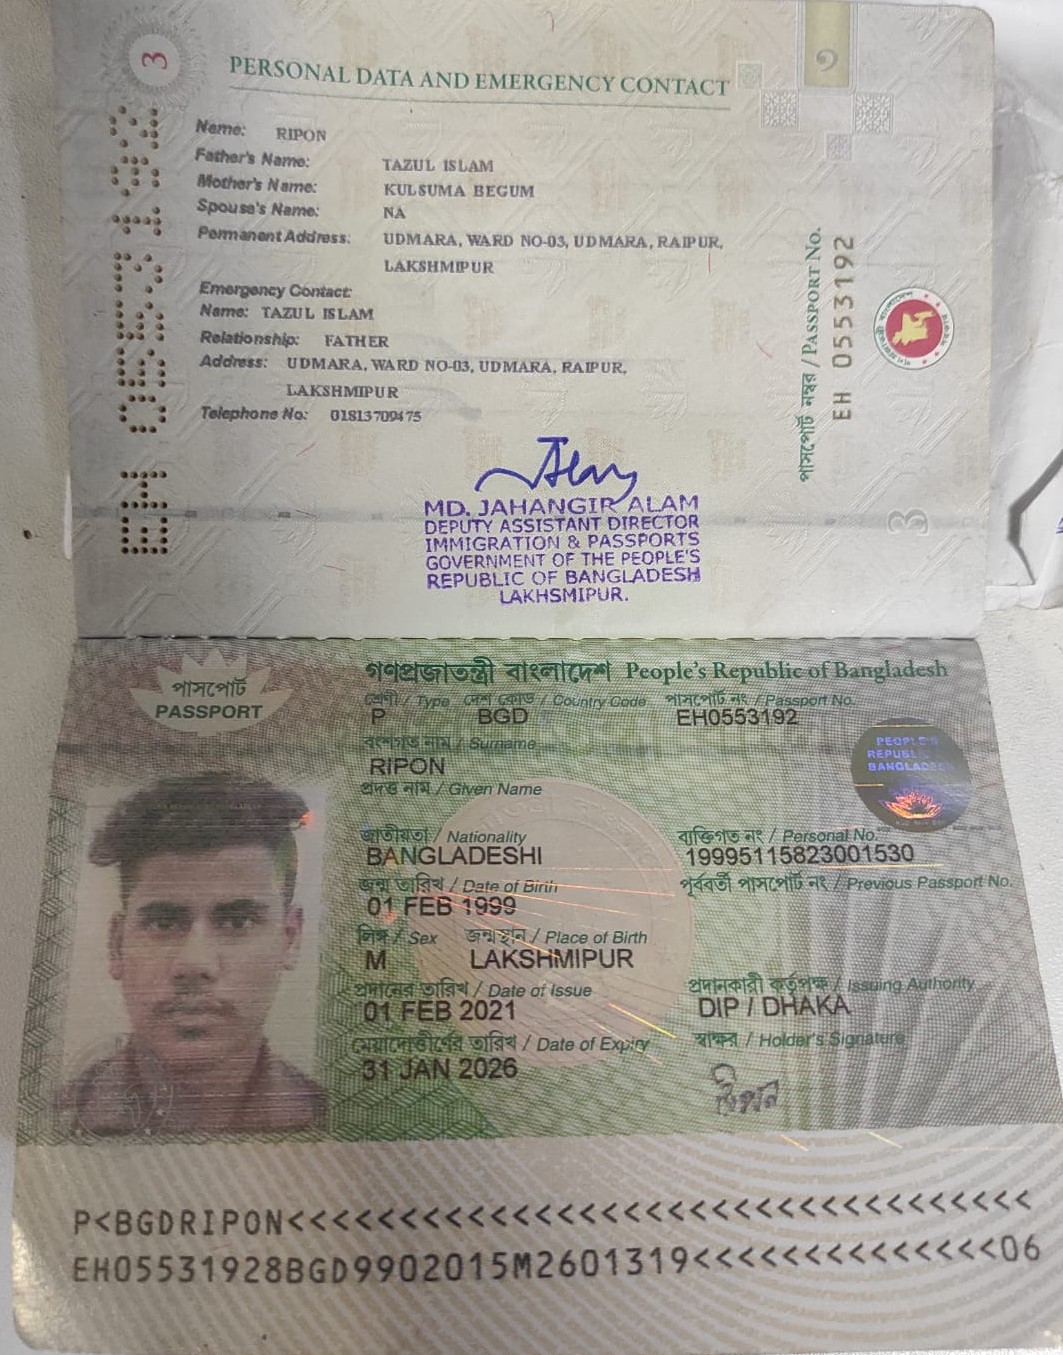 3
PERSONAL DATA AND EMERGENCY CONTACT
Name: RIPON
Father's Name: TAZUL ISLAM
Mother's Name: KULSUMA BEGUM
Spouse's Name: NA
Permanent Address: UDMARA, WARD NO-03, UDMARA, RAIPUR,
LAKSHMIPUR
Emergency Contact:
Name: TAZUL ISLAM
Relationship: FATHER
Address: UDMARA, WARD NO-03, UDMARA, RAIPUR,
LAKSHMIPUR
Telephone No: 01813709475
MD. JAHANGIR ALAM
DEPUTY ASSISTANT DIRECTOR
IMMIGRATION & PASSPORTS
GOVERNMENT OF THE PEOPLE'S
REPUBLIC OF BANGLADESH
LAKHSMIPUR.
পাসপোর্ট নম্বর / PASSPORT No.
EH 0553192
3
EH 0553192
পাসপোর্ট
PASSPORT
গণপ্রজাতন্ত্রী বাংলাদেশ People's Republic of Bangladesh
শ্রেণী / Type দেশ কোড / Country Code পাসপোর্ট নং / Passport No.
P BGD EH0553192
বংশগত নাম / Surname
RIPON
প্রদত্ত নাম / Given Name
PEOPLE'S
REPUBLIC
BANGLADESH
জাতীয়তা / Nationality ব্যক্তিগত নং / Personal No.
BANGLADESHI 19995115823001530
জন্ম তারিখ / Date of Birth পূর্ববর্তী পাসপোর্ট নং / Previous Passport No.
01 FEB 1999
লিঙ্গ / Sex জন্মস্থান / Place of Birth
M LAKSHMIPUR
প্রদানের তারিখ / Date of Issue প্রদানকারী কর্তৃপক্ষ / Issuing Authority
01 FEB 2021 DIP / DHAKA
মেয়াদোত্তীর্ণের তারিখ / Date of Expiry স্বাক্ষর / Holder's Signature
31 JAN 2026 রিপন
P<BGDRIPON<<<<<<<<<<<<<<<<<<<<<<<<<<<<<<<<<<
EH05531928BGD9902015M2601319<<<<<<<<<<<<<<06